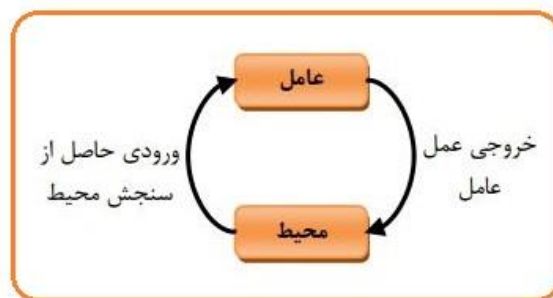 عامل
خروجی عمل
عامل
ورودی حاصل از
سنجش محیط
محیط